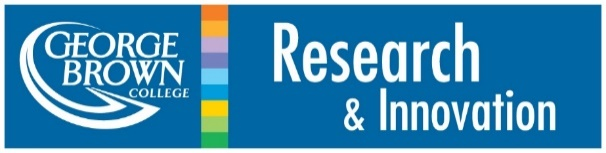 GEORGE
BROWN
COLLEGE
Research
& Innovation